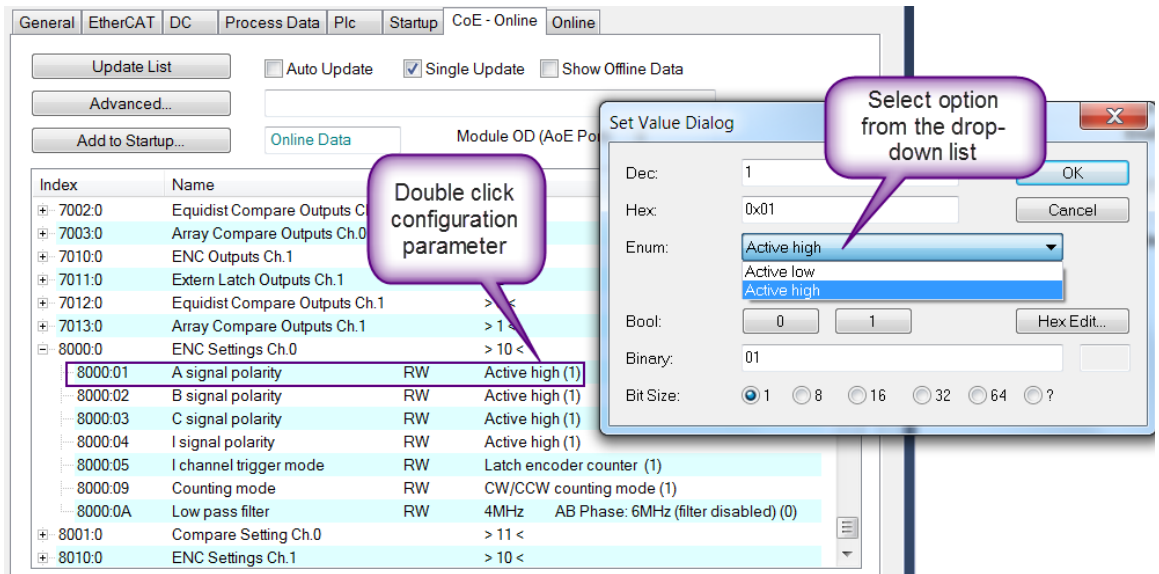 General EtherCAT DC Process Data Plc Startup CoE - Online Online
Update List Auto Update Single Update Show Offline Data
Advanced...
Add to Startup... Online Data Module OD (AoE
Index Name
7002:0 Equidist Compare Outputs
7003:0 Array Compare Outputs Ch.0
7010:0 ENC Outputs Ch.1
7011:0 Extern Latch Outputs Ch.1
7012:0 Equidist Compare Outputs Ch.1
7013:0 Array Compare Outputs Ch.1 > 1 <
8000:0 ENC Settings Ch.0 > 10 <
8000:01 A signal polarity RW Active high (1)
8000:02 B signal polarity RW Active high (1)
8000:03 C signal polarity RW Active high (1)
8000:04 I signal polarity RW Active high (1)
8000:05 I channel trigger mode RW Latch encoder counter (1)
8000:09 Counting mode RW CW/CCW counting mode (1)
8000:0A Low pass filter RW 4MHz AB Phase: 6MHz (filter disabled) (0)
8001:0 Compare Setting Ch.0 > 11 <
8010:0 ENC Settings Ch.1 > 10 <
Double click
configuration
parameter
Select option
from the drop-
down list
Set Value Dialog
Dec: 1 OK
Hex: 0x01 Cancel
Enum: Active high
Active low
Active high
Bool: 0 1 Hex Edit...
Binary: 01
Bit Size: 1 8 16 32 64 ?